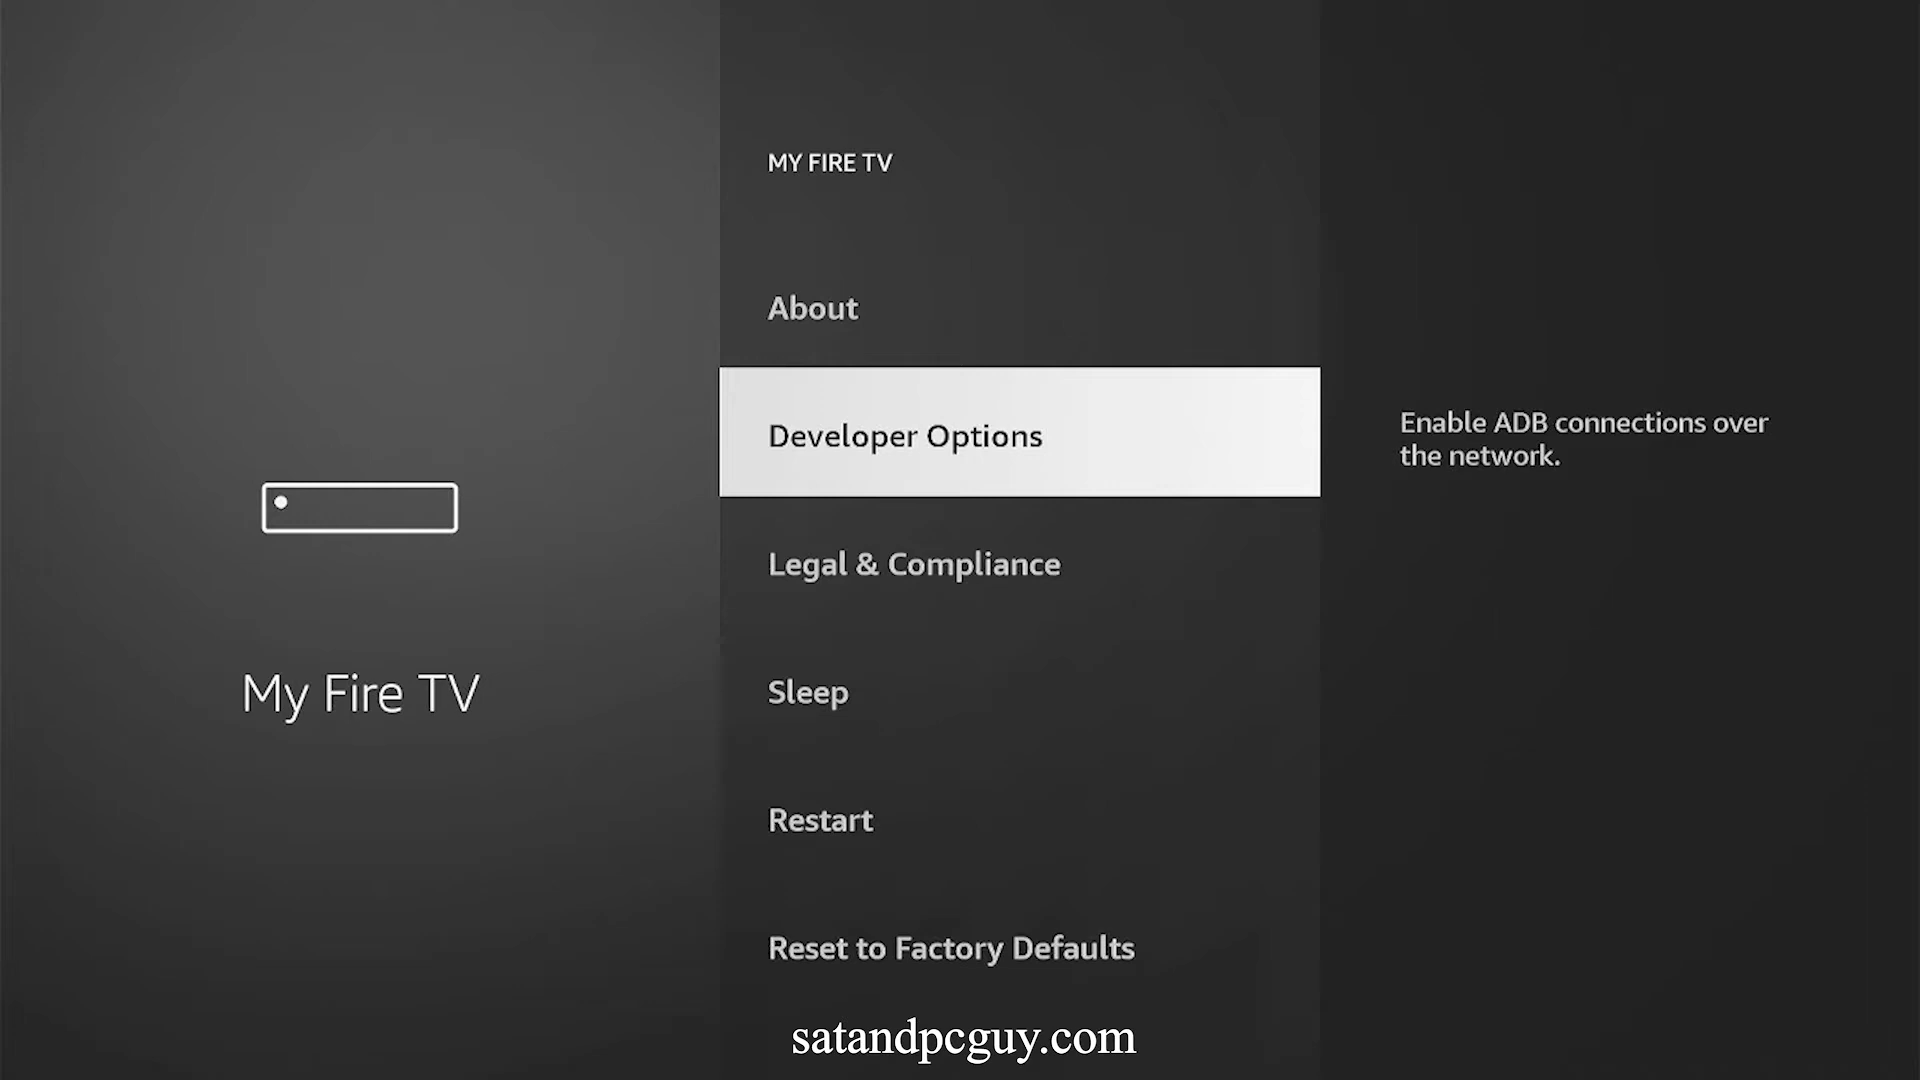 MY FIRE TV
About
Developer Options
Enable ADB connections over
the network.
Legal & Compliance
Sleep
My Fire TV
Restart
Reset to Factory Defaults
satandpcguy.com